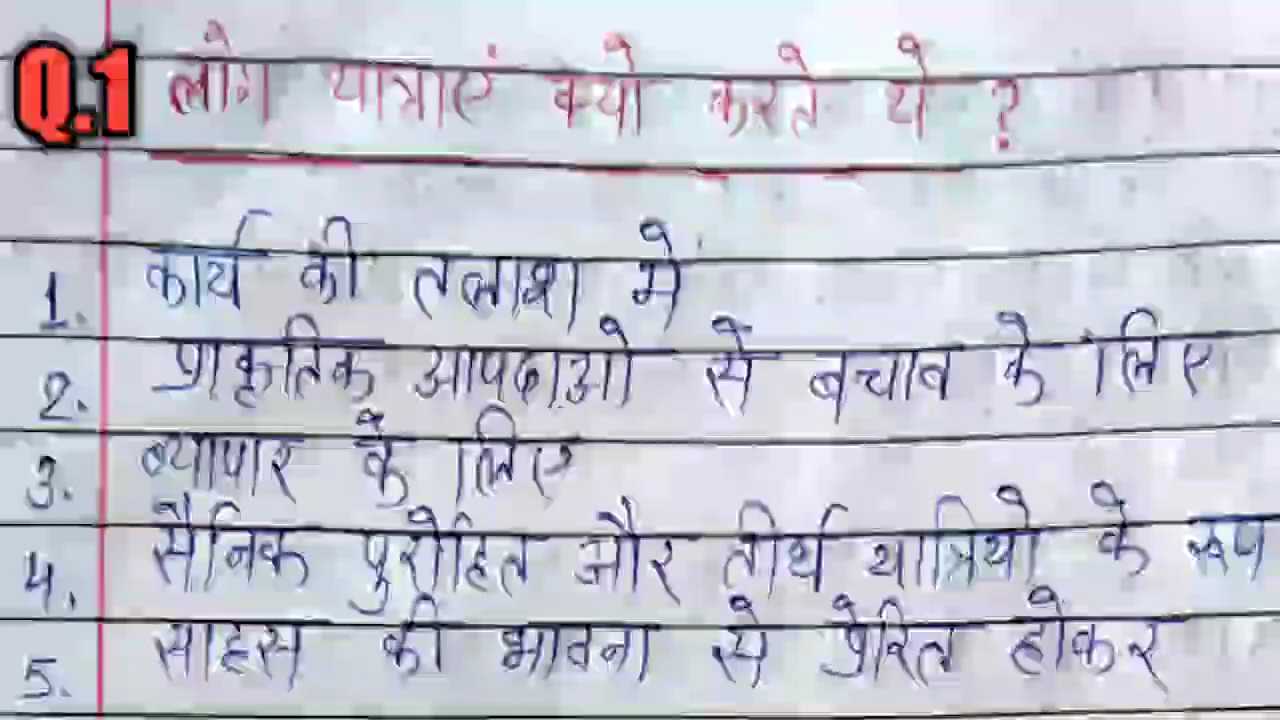 Q.1 लोग यात्राएं क्यो करते थे ?
1. कार्य की तलाश मे
2. प्राकृतिक आपदाओ से बचाव के लिए
3. व्यापार के लिए
4. सैनिक पुरोहित और तीर्थ यात्रियो के रूप
5. साहस की भावना से प्रेरित होकर